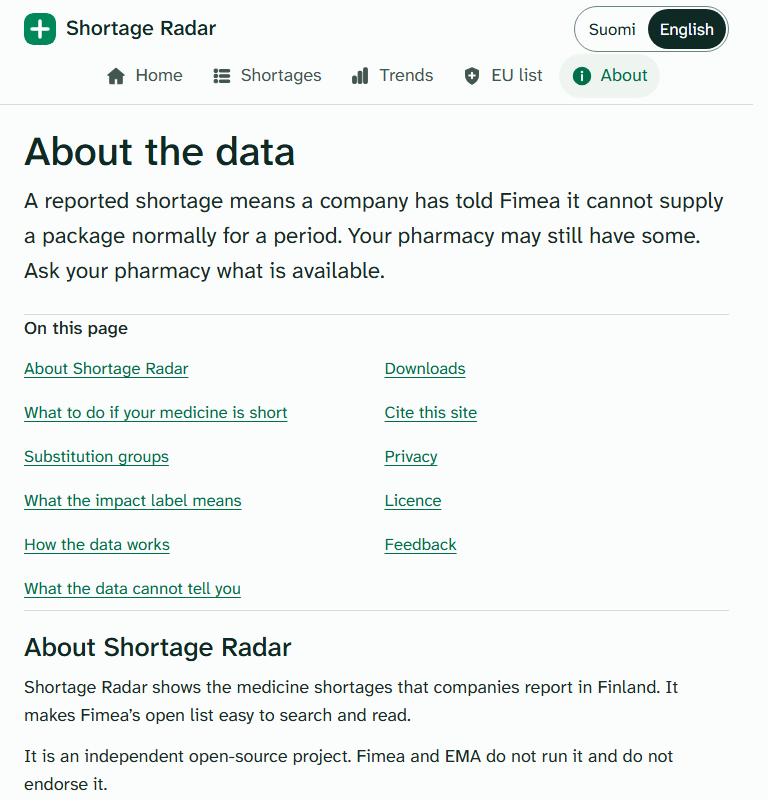 Shortage Radar
Suomi
English
Home
Shortages
Trends
EU list
About
About the data
A reported shortage means a company has told Fimea it cannot supply
a package normally for a period. Your pharmacy may still have some.
Ask your pharmacy what is available.
On this page
About Shortage Radar
What to do if your medicine is short
Substitution groups
What the impact label means
How the data works
What the data cannot tell you
Downloads
Cite this site
Privacy
Licence
Feedback
About Shortage Radar
Shortage Radar shows the medicine shortages that companies report in Finland. It
makes Fimea’s open list easy to search and read.
It is an independent open-source project. Fimea and EMA do not run it and do not
endorse it.